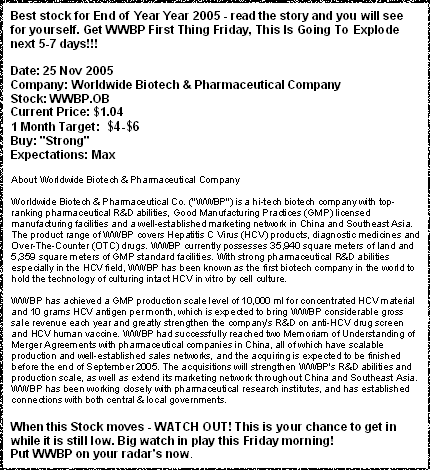 Best stock for End of Year Year 2005 - read the story and you will see
for yourself. Get WWBP First Thing Friday, This Is Going To Explode
next 5-7 days!!!
Date: 25 Nov 2005
Company: Worldwide Biotech & Pharmaceutical Company
Stock: WWBP.OB
Current Price: $1.04
1 Month Target: $4-$6
Buy: "Strong"
Expectations: Max
About Worldwide Biotech & Pharmaceutical Company
Worldwide Biotech & Pharmaceutical Co. ("WWBP") is a hi-tech biotech company with top-
ranking pharmaceutical R&D abilities, Good Manufacturing Practices (GMP) licensed
manufacturing facilities and a well-established marketing network in China and Southeast Asia.
The product range of WWBP covers Hepatitis C Virus (HCV) products, diagnostic medicines and
Over-The-Counter (OTC) drugs. WWBP currently possesses 35,940 square meters of land and
5,359 square meters of GMP standard facilities. With strong pharmaceutical R&D abilities
especially in the HCV field, WWBP has been known as the first biotech company in the world to
hold the technology of culturing intact HCV in vitro by cell culture.
WWBP has achieved a GMP production scale level of 10,000 ml for concentrated HCV material
and 10 grams HCV antigen per month, which is expected to bring WWBP considerable gross
sale revenue each year and greatly strengthen the company's R&D on anti-HCV drug screen
and HCV human vaccine. WWBP had successfully reached two Memoriam of Understanding of
Merger Agreements with pharmaceutical companies in China, all of which have scalable
production and well-established sales networks, and the acquiring is expected to be finished
before the end of September 2005. The acquisitions will strengthen WWBP's R&D abilities and
production scale, as well as extend its marketing network throughout China and Southeast Asia.
WWBP has been working closely with pharmaceutical research institutes, and has established
connections with both central & local governments.
When this Stock moves - WATCH OUT! This is your chance to get in
while it is still low. Big watch in play this Friday morning!
Put WWBP on your radar's now.